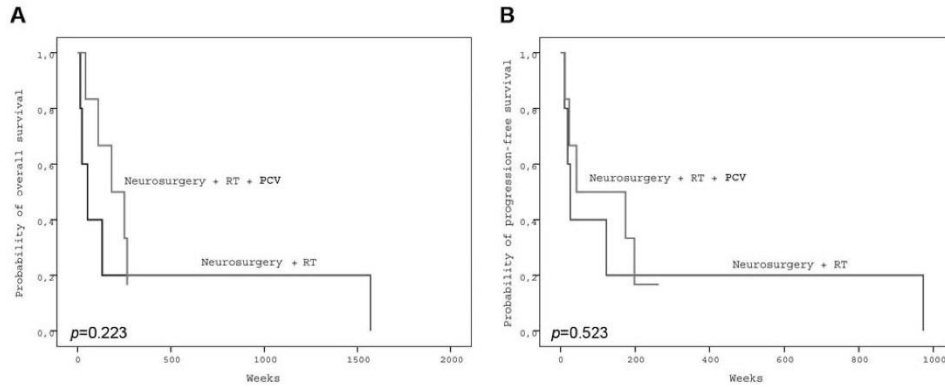 A
Probability of overall survival
1,0
0,8
0,6
0,4
0,2
0,0
Neurosurgery + RT + PCV
Neurosurgery + RT
p=0.223
0 500 1000 1500 2000
Weeks
B
Probability of progression-free survival
1,0
0,8
0,6
0,4
0,2
0,0
Neurosurgery + RT + PCV
Neurosurgery + RT
p=0.523
0 200 400 600 800 1000
Weeks